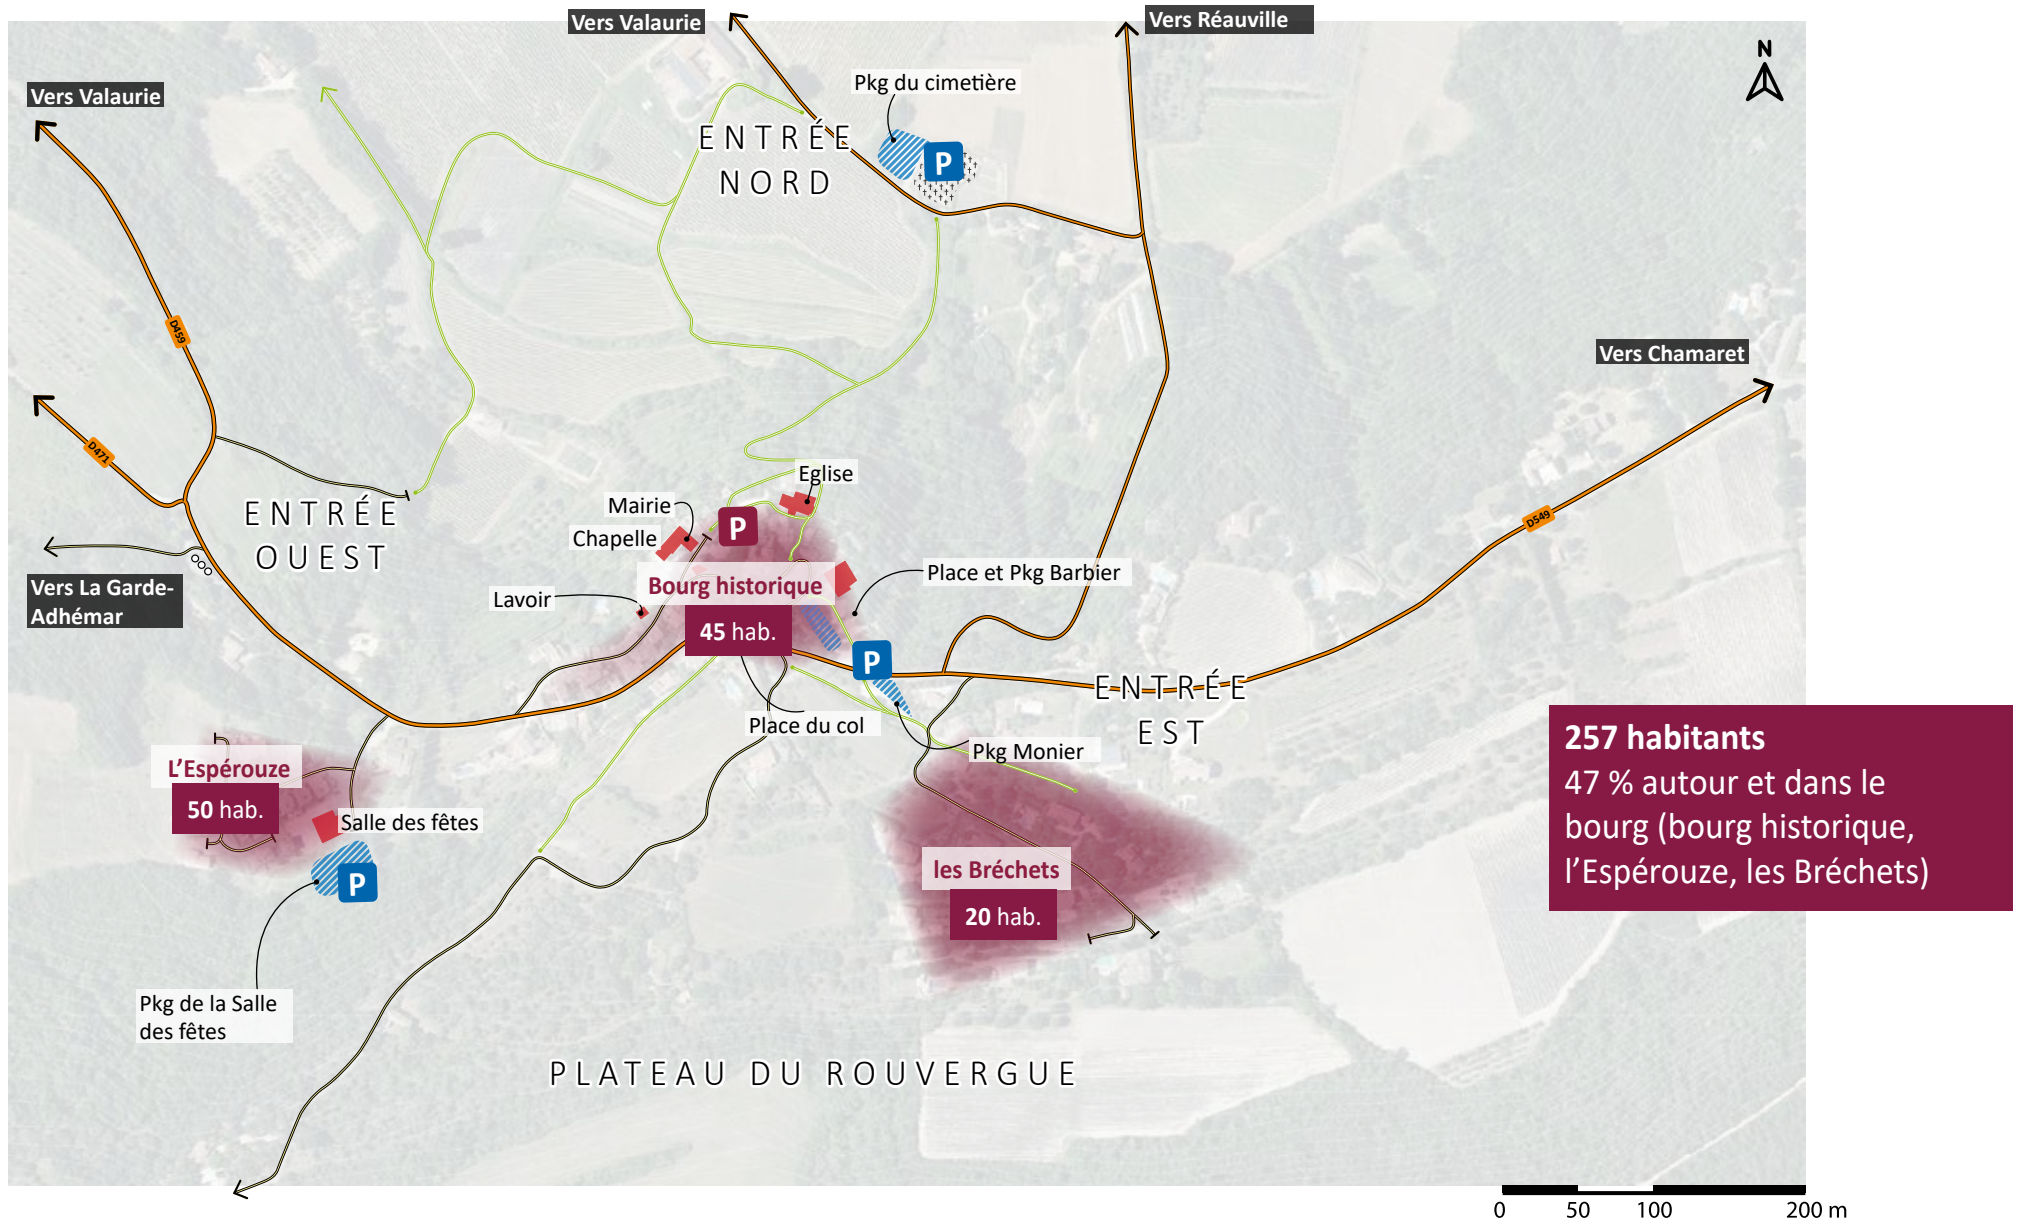 Vers Valaurie
Vers Réauville
N
Pkg du cimetière
Vers Valaurie
ENTRÉE
NORD
P
D459
Vers Chamaret
D471
Eglise
Mairie
ENTRÉE
OUEST
P
Chapelle
D549
Vers La Garde-
Adhémar
Bourg historique
Place et Pkg Barbier
Lavoir
45 hab.
P
ENTRÉE
EST
Place du col
Pkg Monier
257 habitants
47 % autour et dans le
bourg (bourg historique,
l’Espérouze, les Bréchets)
L’Espérouze
50 hab.
Salle des fêtes
les Bréchets
P
20 hab.
Pkg de la Salle
des fêtes
PLATEAU DU ROUVERGUE
0 50 100 200 m